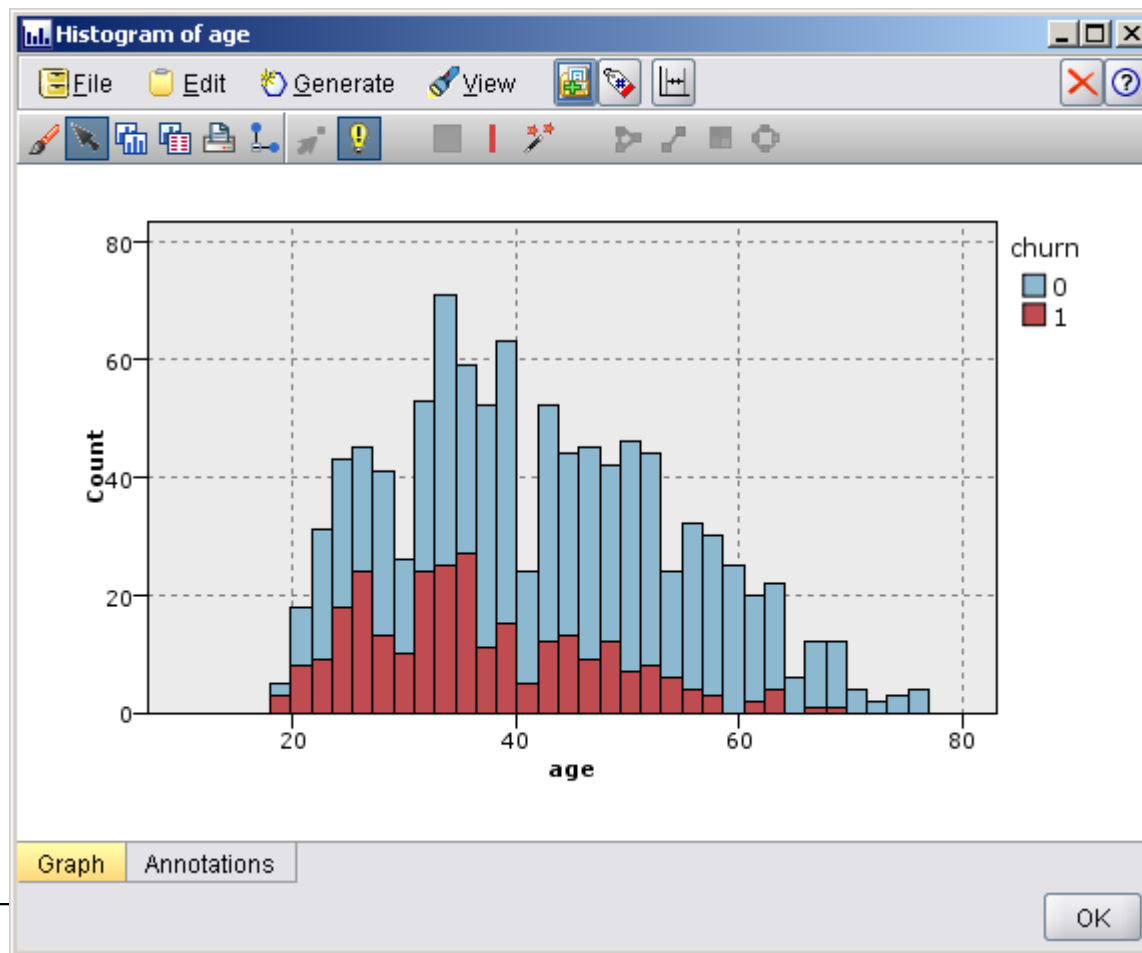 Histogram of age
File Edit Generate View
80
60
40
20
0
Count
20 40 60 80
age
churn
0
1
Graph Annotations
OK